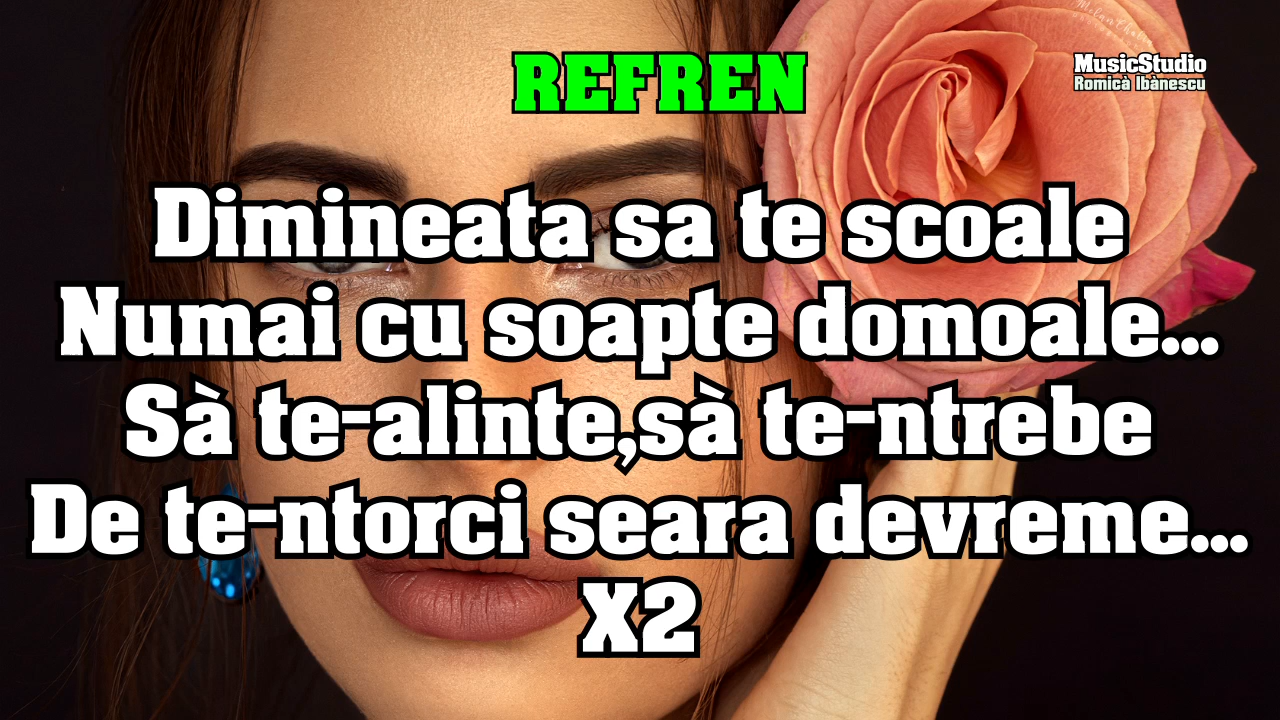 REFREN
MusicStudio
Romicà Ibànescu
Dimineata sa te scoale
Numai cu soapte domoale...
Sà te-alinte,sà te-ntrebe
De te-ntorci seara devreme...
X2